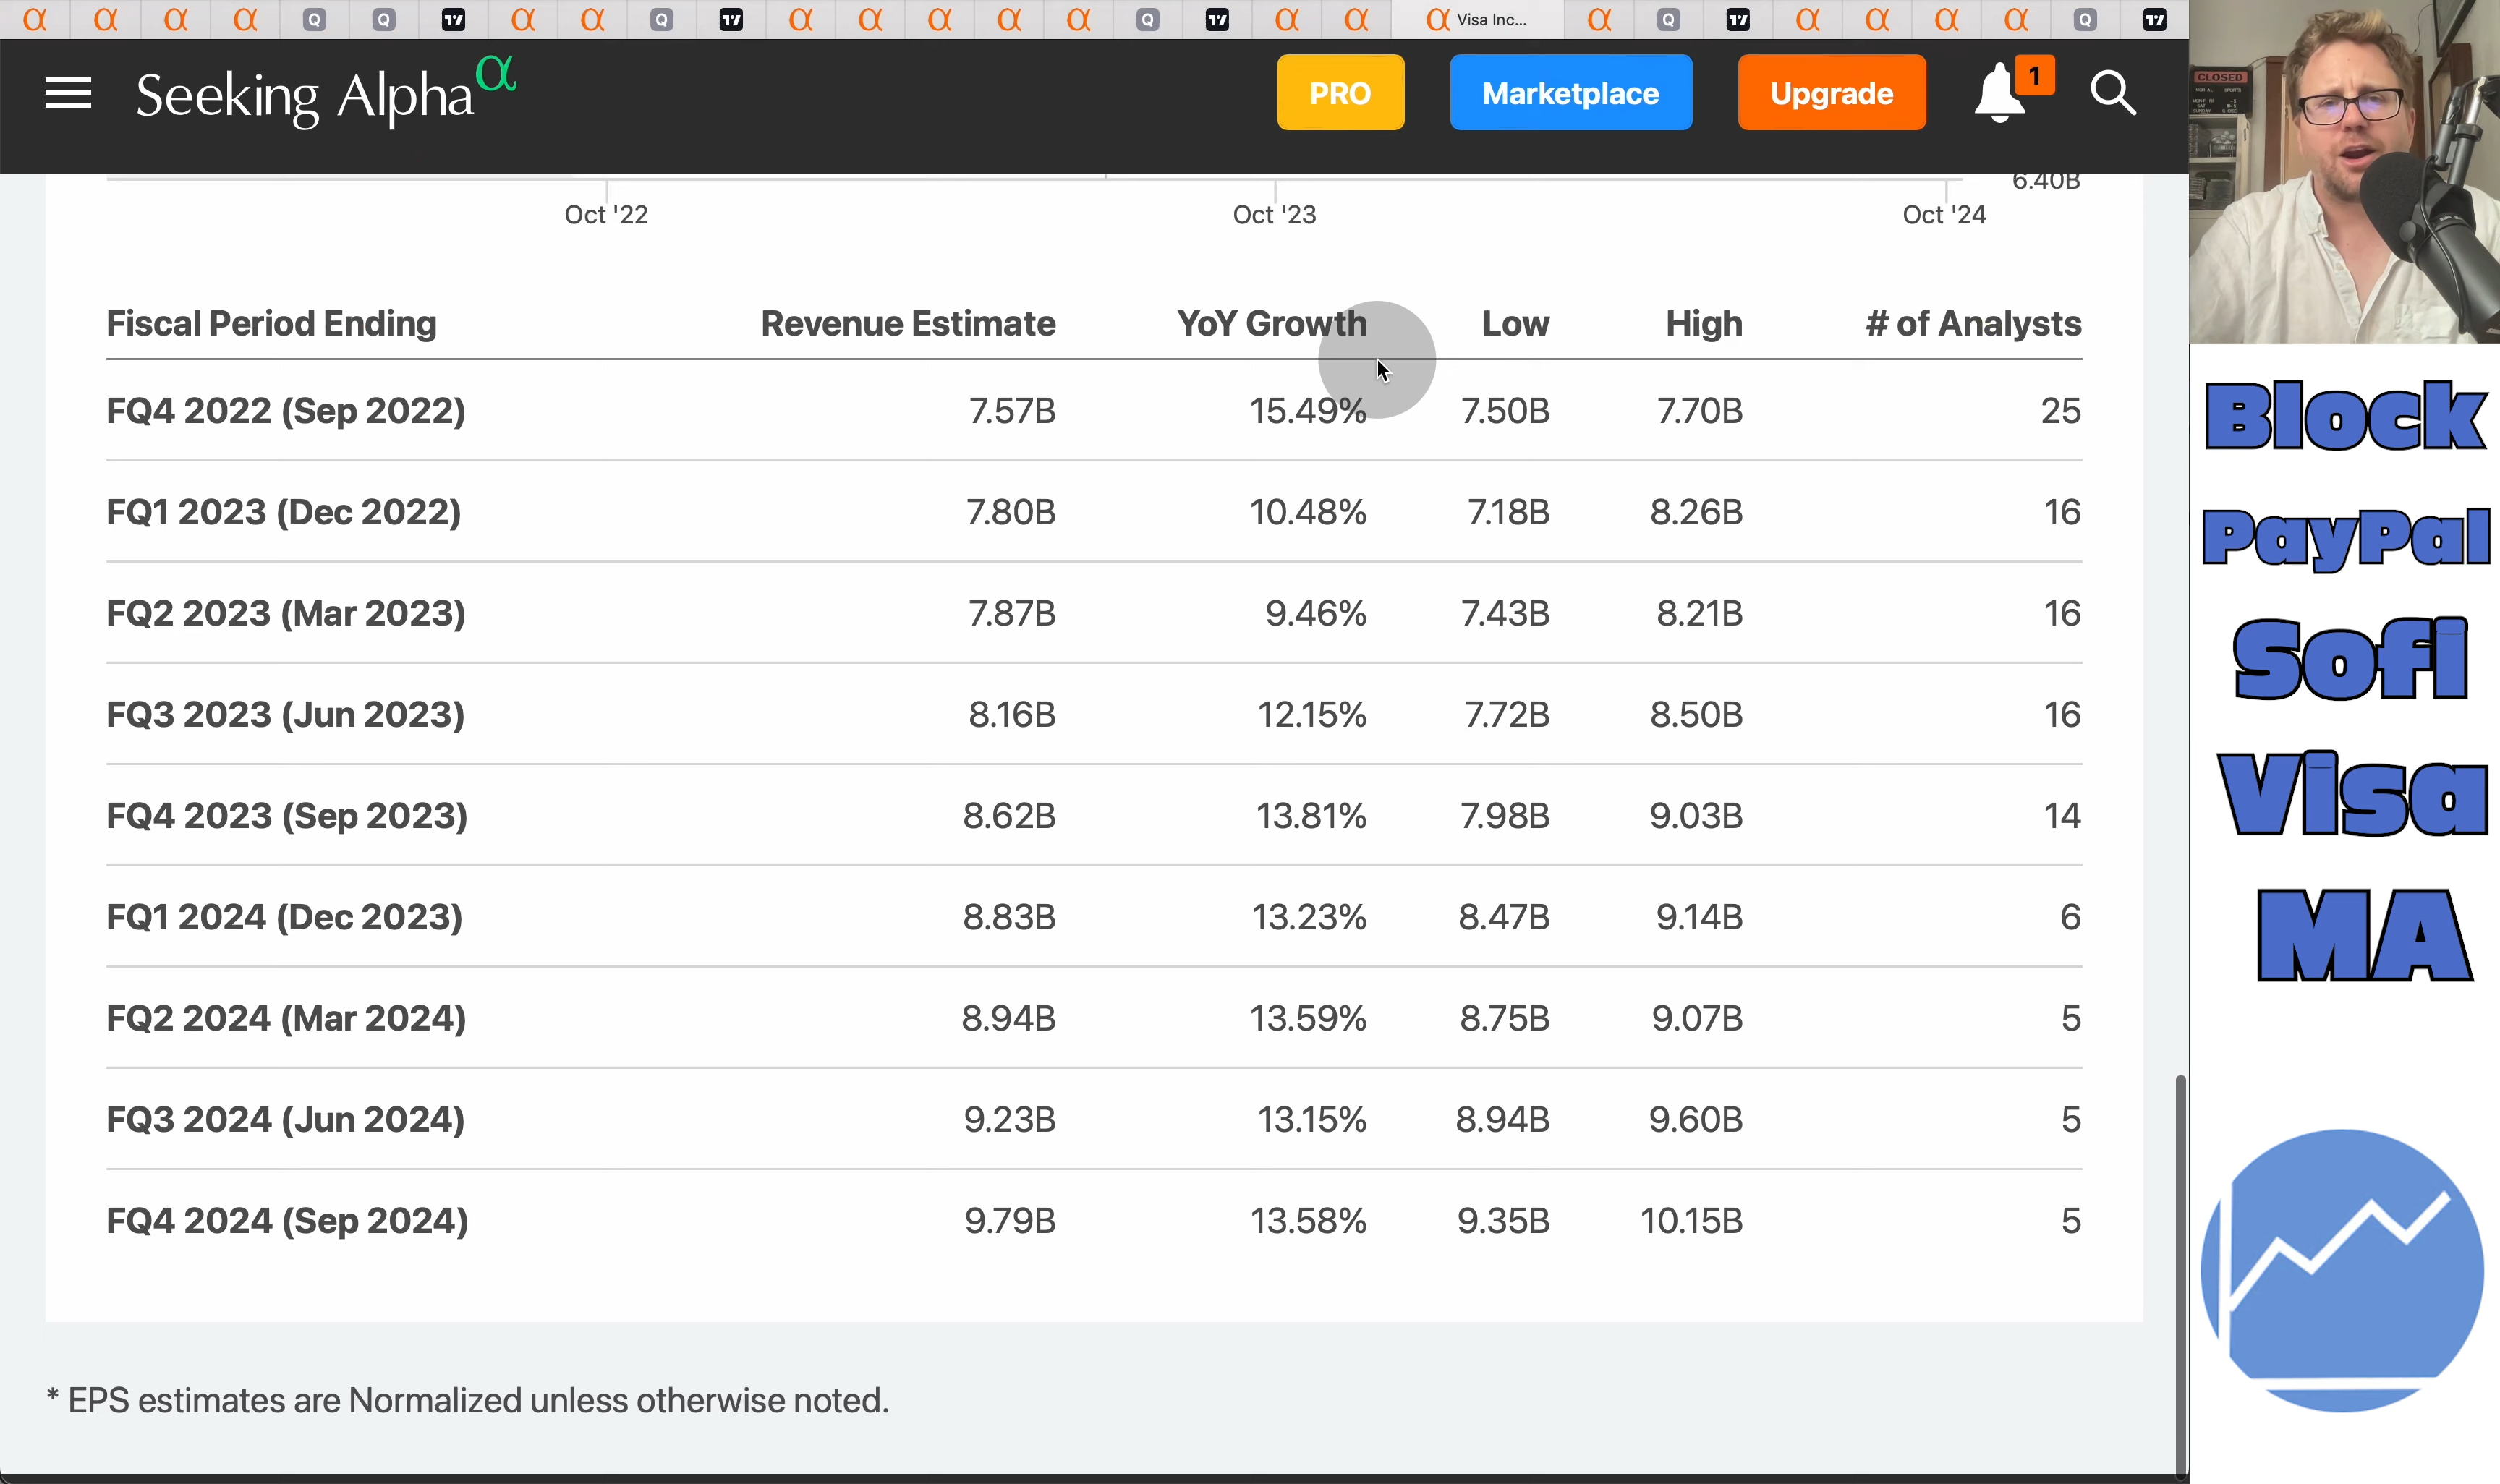 Visa Inc...
Seeking Alpha α
PRO
Marketplace
Upgrade
1
6.40B
Oct '22 Oct '23 Oct '24
Fiscal Period Ending Revenue Estimate YoY Growth Low High # of Analysts
FQ4 2022 (Sep 2022) 7.57B 15.49% 7.50B 7.70B 25
FQ1 2023 (Dec 2022) 7.80B 10.48% 7.18B 8.26B 16
FQ2 2023 (Mar 2023) 7.87B 9.46% 7.43B 8.21B 16
FQ3 2023 (Jun 2023) 8.16B 12.15% 7.72B 8.50B 16
FQ4 2023 (Sep 2023) 8.62B 13.81% 7.98B 9.03B 14
FQ1 2024 (Dec 2023) 8.83B 13.23% 8.47B 9.14B 6
FQ2 2024 (Mar 2024) 8.94B 13.59% 8.75B 9.07B 5
FQ3 2024 (Jun 2024) 9.23B 13.15% 8.94B 9.60B 5
FQ4 2024 (Sep 2024) 9.79B 13.58% 9.35B 10.15B 5
* EPS estimates are Normalized unless otherwise noted.
CLOSED
Block
PayPal
Sofi
Visa
MA